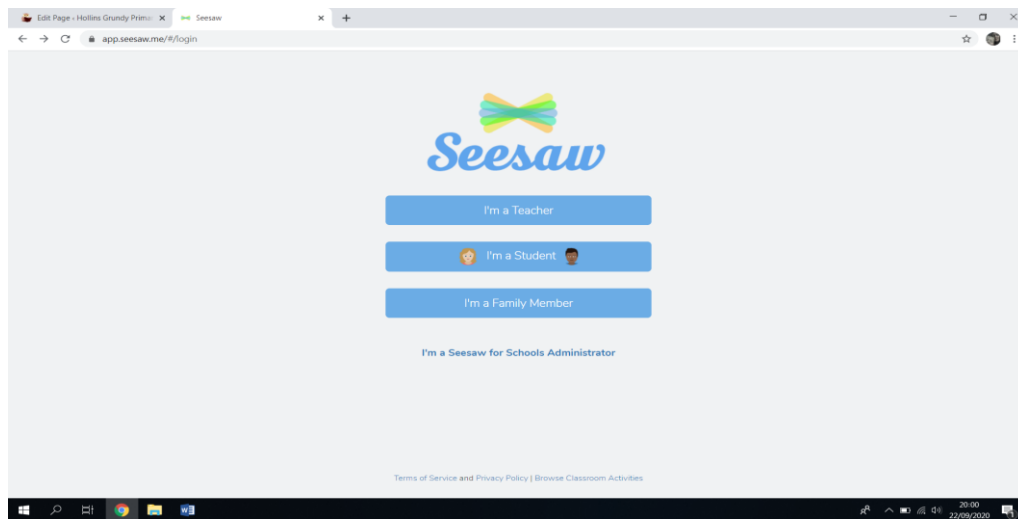 Edit Page ‹ Hollins Grundy Prima
Seesaw
app.seesaw.me/#/login
Seesaw
I'm a Teacher
I'm a Student
I'm a Family Member
I'm a Seesaw for Schools Administrator
Terms of Service and Privacy Policy | Browse Classroom Activities
20:00
22/09/2020